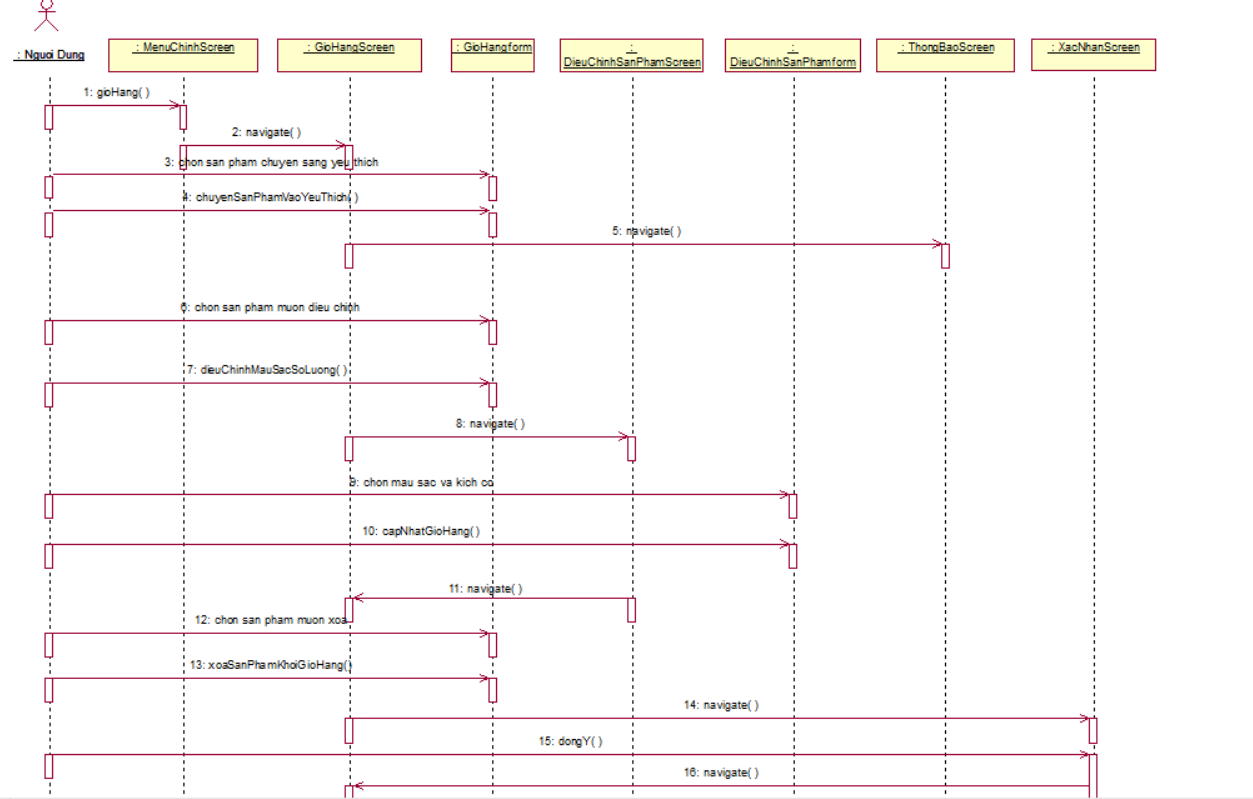 : Nguoi Dung
: MenuChinhScreen
: GioHangScreen
: GioHangform
:
DieuChinhSanPhamScreen
:
DieuChinhSanPhamform
: ThongBaoScreen
: XacNhanScreen
1: gioHang( )
2: navigate( )
3: chon san pham chuyen sang yeu thich
4: chuyenSanPhamVaoYeuThich( )
5: navigate( )
6: chon san pham muon dieu chinh
7: dieuChinhMauSacSoLuong( )
8: navigate( )
9: chon mau sac va kich co
10: capNhatGioHang( )
11: navigate( )
12: chon san pham muon xoa
13: xoaSanPhamKhoiGioHang()
14: navigate( )
15: dongY( )
16: navigate( )